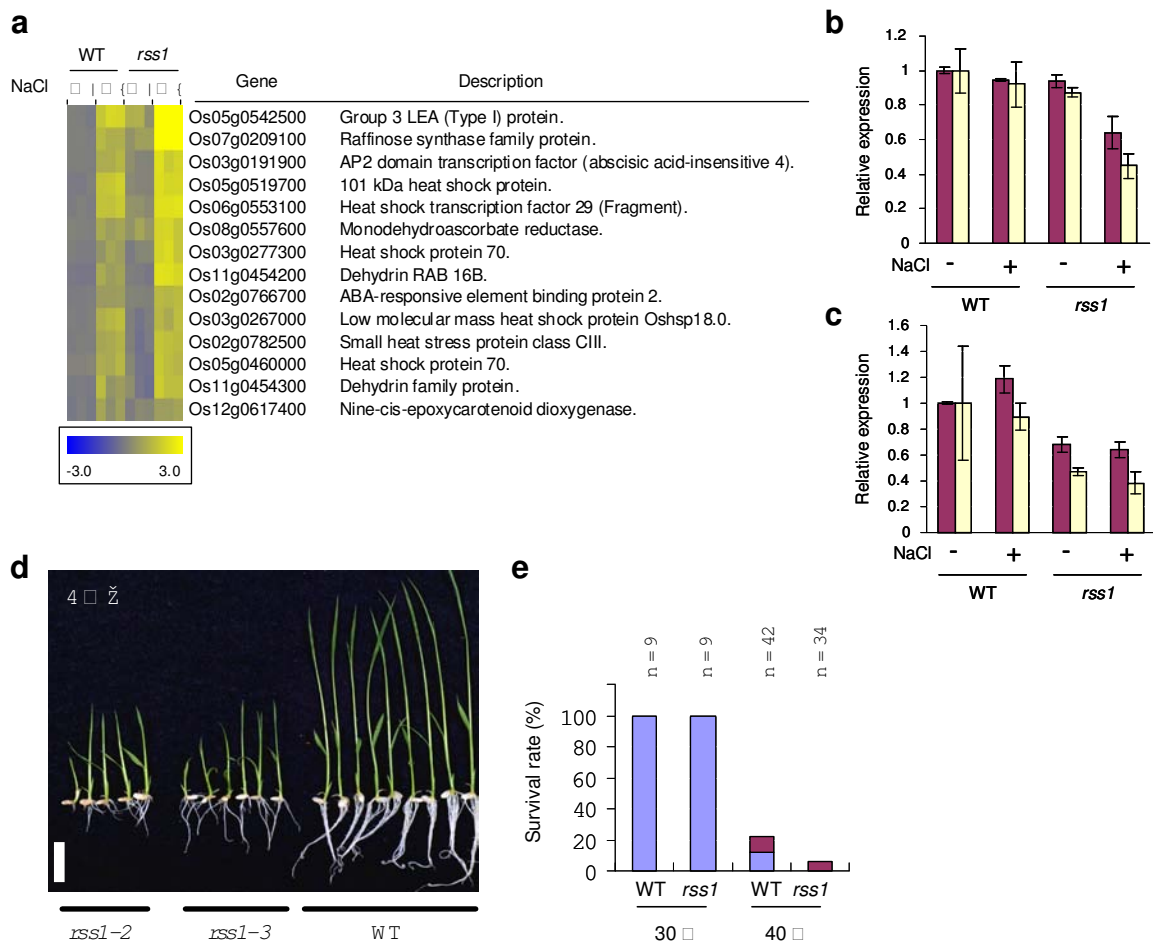 a
WT rss1
NaCl
Gene Description
Os05g0542500 Group 3 LEA (Type I) protein.
Os07g0209100 Raffinose synthase family protein.
Os03g0191900 AP2 domain transcription factor (abscisic acid-insensitive 4).
Os05g0519700 101 kDa heat shock protein.
Os06g0553100 Heat shock transcription factor 29 (Fragment).
Os08g0557600 Monodehydroascorbate reductase.
Os03g0277300 Heat shock protein 70.
Os11g0454200 Dehydrin RAB 16B.
Os02g0766700 ABA-responsive element binding protein 2.
Os03g0267000 Low molecular mass heat shock protein Oshsp18.0.
Os02g0782500 Small heat stress protein class CIII.
Os05g0460000 Heat shock protein 70.
Os11g0454300 Dehydrin family protein.
Os12g0617400 Nine-cis-epoxycarotenoid dioxygenase.
-3.0 3.0
b
Relative expression
1.2
1
0.8
0.6
0.4
0.2
0
NaCl - + - +
WT rss1
c
Relative expression
1.6
1.4
1.2
1
0.8
0.6
0.4
0.2
0
NaCl - + - +
WT rss1
d
4 □ Ž
rss1-2 rss1-3 WT
e
n = 9 n = 9 n = 42 n = 34
Survival rate (%)
100
80
60
40
20
0
WT rss1 WT rss1
30 □ 40 □